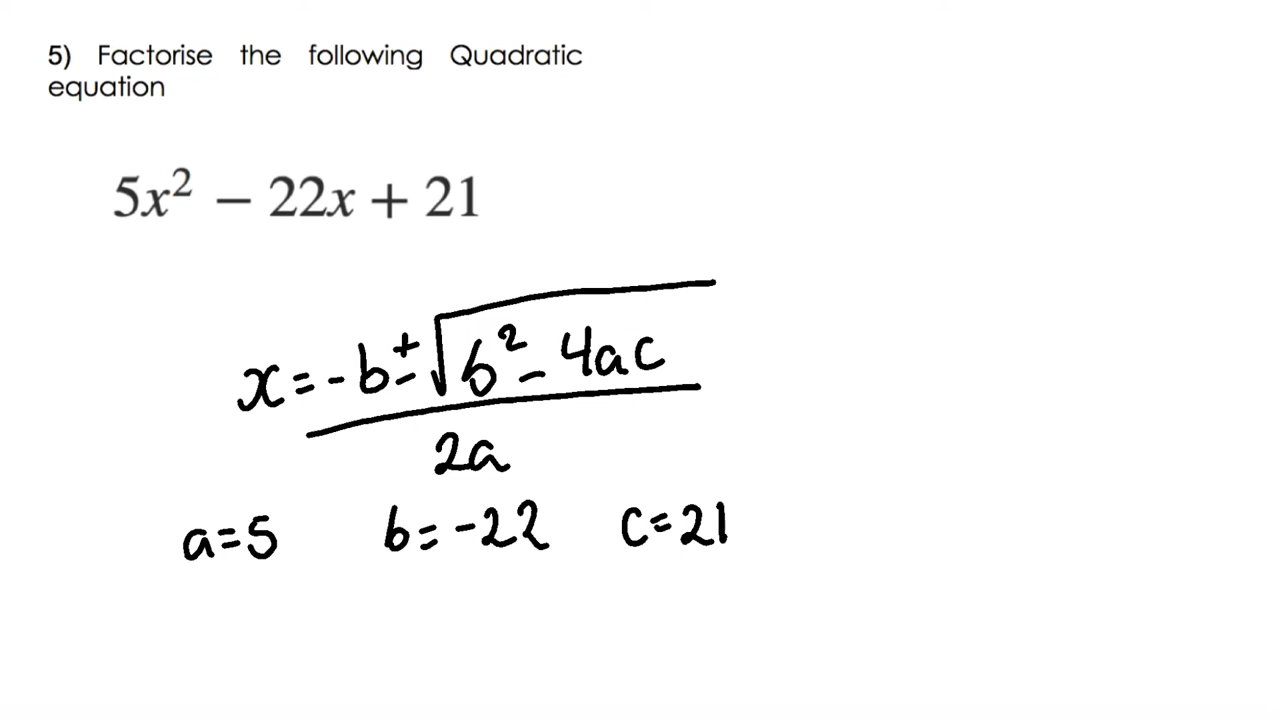 5) Factorise the following Quadratic
equation
5x² − 22x + 21
x = -b ± √b² - 4ac
2a
a=5 b=-22 c=21